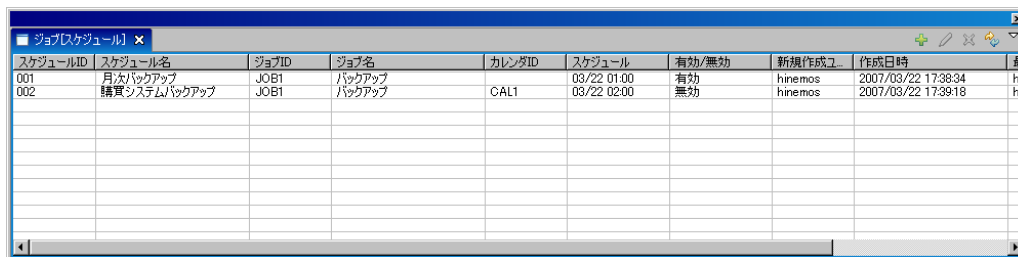 ジョブ[スケジュール]
スケジュールID スケジュール名 ジョブID ジョブ名 カレンダID スケジュール 有効/無効 新規作成ユ... 作成日時
001 月次バックアップ JOB1 バックアップ 03/22 01:00 有効 hinemos 2007/03/22 17:38:34 h
002 購買システムバックアップ JOB1 バックアップ CAL1 03/22 02:00 無効 hinemos 2007/03/22 17:39:18 h